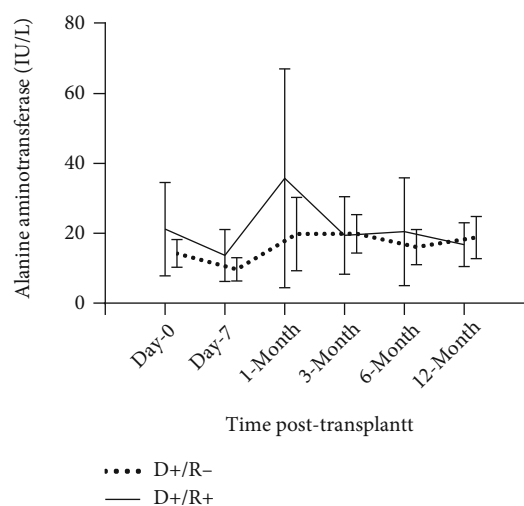 Alanine aminotransferase (IU/L)
80
60
40
20
0
Day-0
Day-7
1-Month
3-Month
6-Month
12-Month
Time post-transplantt
D+/R–
D+/R+